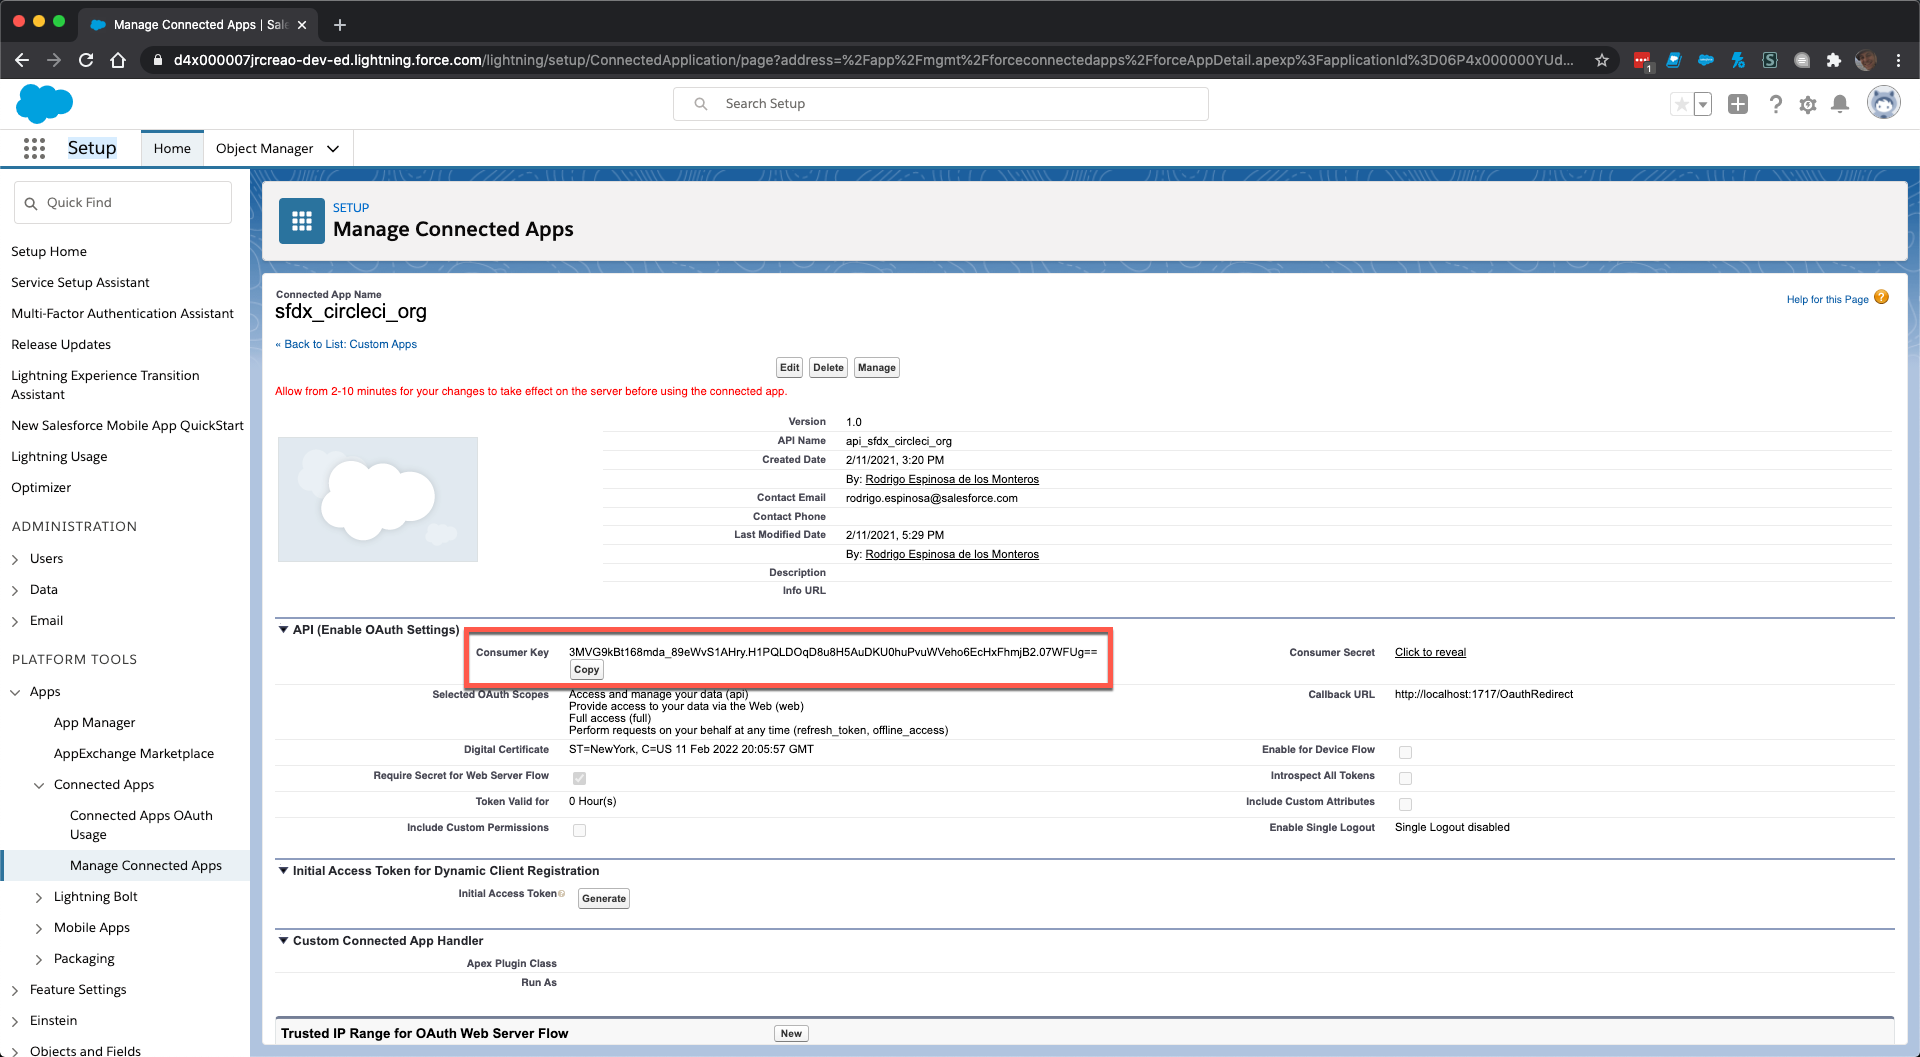 Manage Connected Apps | Sale
d4x000007jrcreao-dev-ed.lightning.force.com/lightning/setup/ConnectedApplication/page?address=%2Fapp%2Fmgmt%2Fforceconnectedapps%2FforceAppDetail.apexp%3FapplicationId%3D06P4x000000YUd...
1
Search Setup
Setup
Home
Object Manager
Quick Find
Setup Home
Service Setup Assistant
Multi-Factor Authentication Assistant
Release Updates
Lightning Experience Transition
Assistant
New Salesforce Mobile App QuickStart
Lightning Usage
Optimizer
ADMINISTRATION
Users
Data
Email
PLATFORM TOOLS
Apps
App Manager
AppExchange Marketplace
Connected Apps
Connected Apps OAuth
Usage
Manage Connected Apps
Lightning Bolt
Mobile Apps
Packaging
Feature Settings
Einstein
Objects and Fields
SETUP
Manage Connected Apps
Connected App Name
sfdx_circleci_org
Help for this Page ?
« Back to List: Custom Apps
Edit Delete Manage
Allow from 2-10 minutes for your changes to take effect on the server before using the connected app.
Version 1.0
API Name api_sfdx_circleci_org
Created Date 2/11/2021, 3:20 PM
By: Rodrigo Espinosa de los Monteros
Contact Email rodrigo.espinosa@salesforce.com
Contact Phone
Last Modified Date 2/11/2021, 5:29 PM
By: Rodrigo Espinosa de los Monteros
Description
Info URL
API (Enable OAuth Settings)
Consumer Key 3MVG9kBt168mda_89eWvS1AHry.H1PQLDOqD8u8H5AuDKU0huPvuWVeho6EcHxFhmjB2.07WFUg==
Copy
Consumer Secret Click to reveal
Selected OAuth Scopes Access and manage your data (api)
Provide access to your data via the Web (web)
Full access (full)
Perform requests on your behalf at any time (refresh_token, offline_access)
Callback URL http://localhost:1717/OauthRedirect
Digital Certificate ST=NewYork, C=US 11 Feb 2022 20:05:57 GMT
Enable for Device Flow
Require Secret for Web Server Flow
Introspect All Tokens
Token Valid for 0 Hour(s)
Include Custom Attributes
Include Custom Permissions
Enable Single Logout Single Logout disabled
Initial Access Token for Dynamic Client Registration
Initial Access Token Generate
Custom Connected App Handler
Apex Plugin Class
Run As
Trusted IP Range for OAuth Web Server Flow New